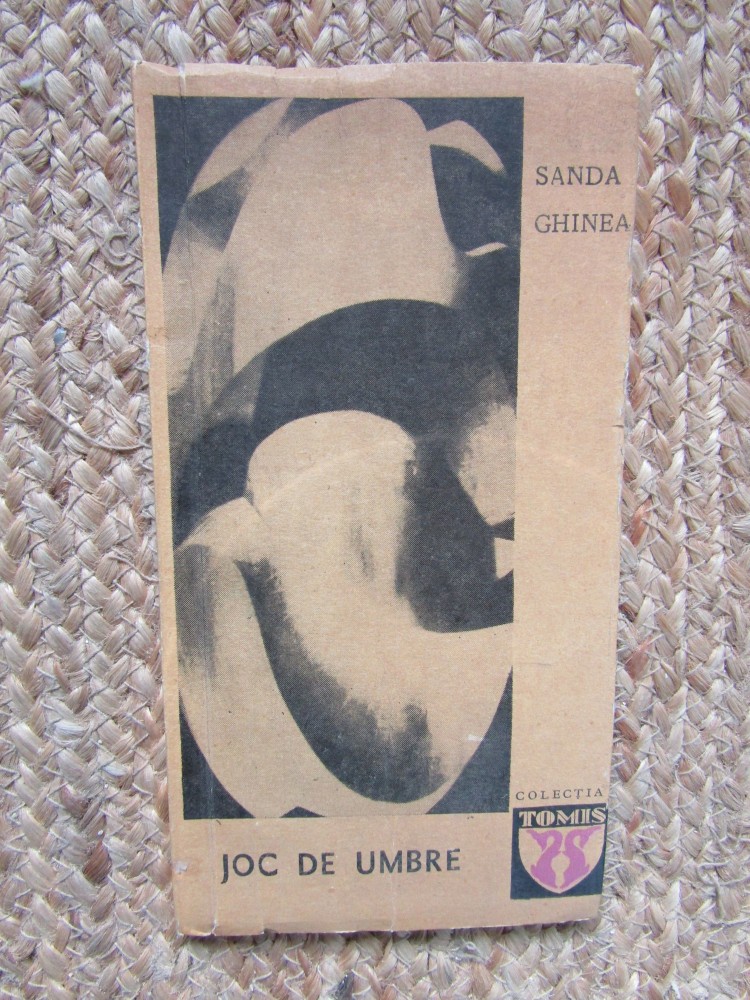 SANDA
GHINEA
COLECȚIA
TOMIS
JOC DE UMBRE